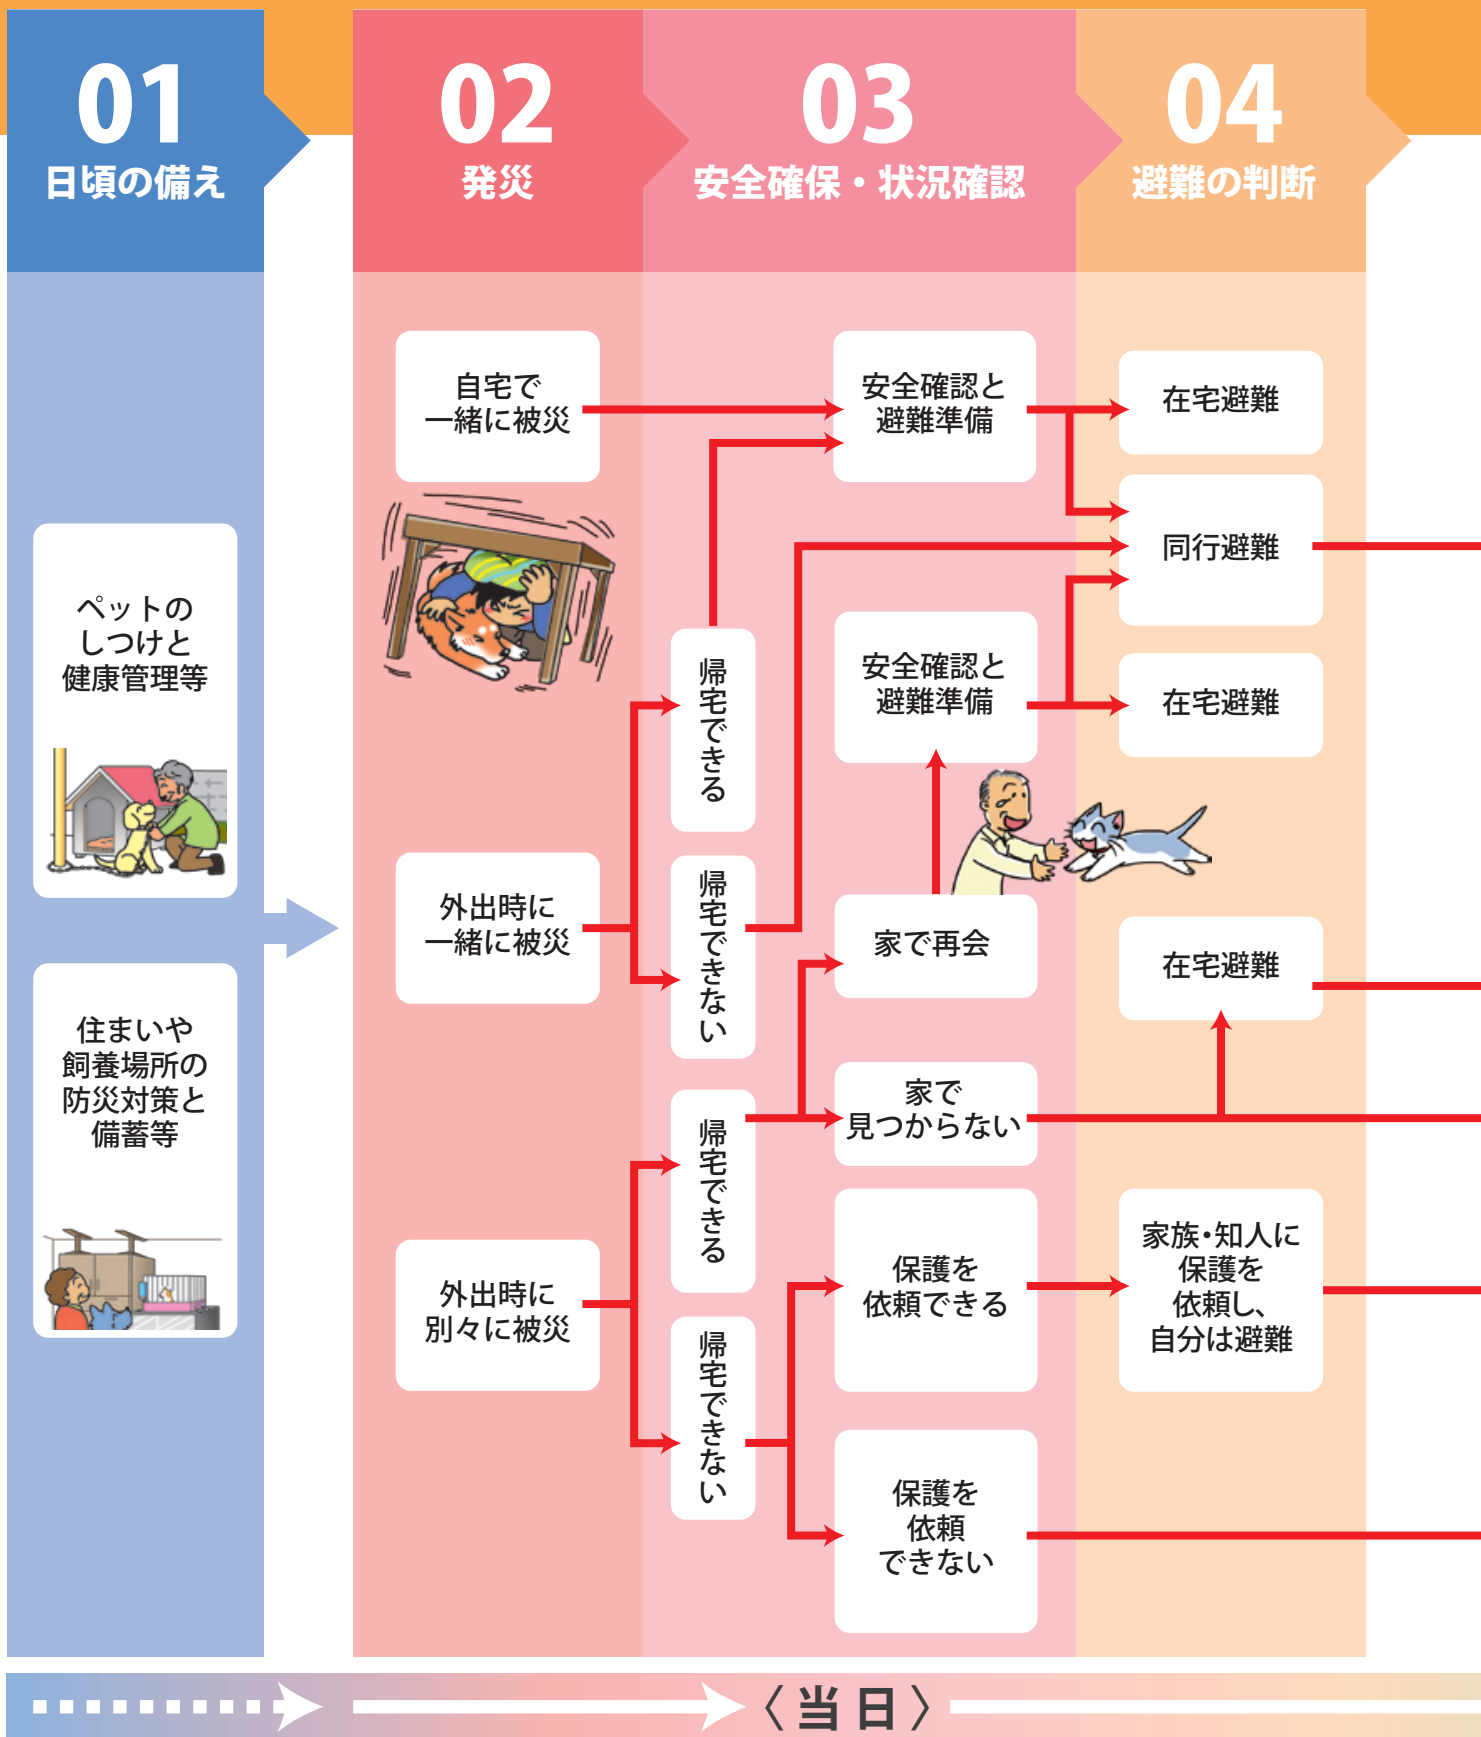 01
日頃の備え
ペットの
しつけと
健康管理等
住まいや
飼養場所の
防災対策と
備蓄等
02
発災
自宅で
一緒に被災
外出時に
一緒に被災
外出時に
別々に被災
03
安全確保・状況確認
帰宅できる
帰宅できない
帰宅できる
帰宅できない
安全確認と
避難準備
安全確認と
避難準備
家で再会
家で
見つからない
保護を
依頼できる
保護を
依頼
できない
04
避難の判断
在宅避難
同行避難
在宅避難
在宅避難
家族・知人に
保護を
依頼し、
自分は避難
〈当日〉